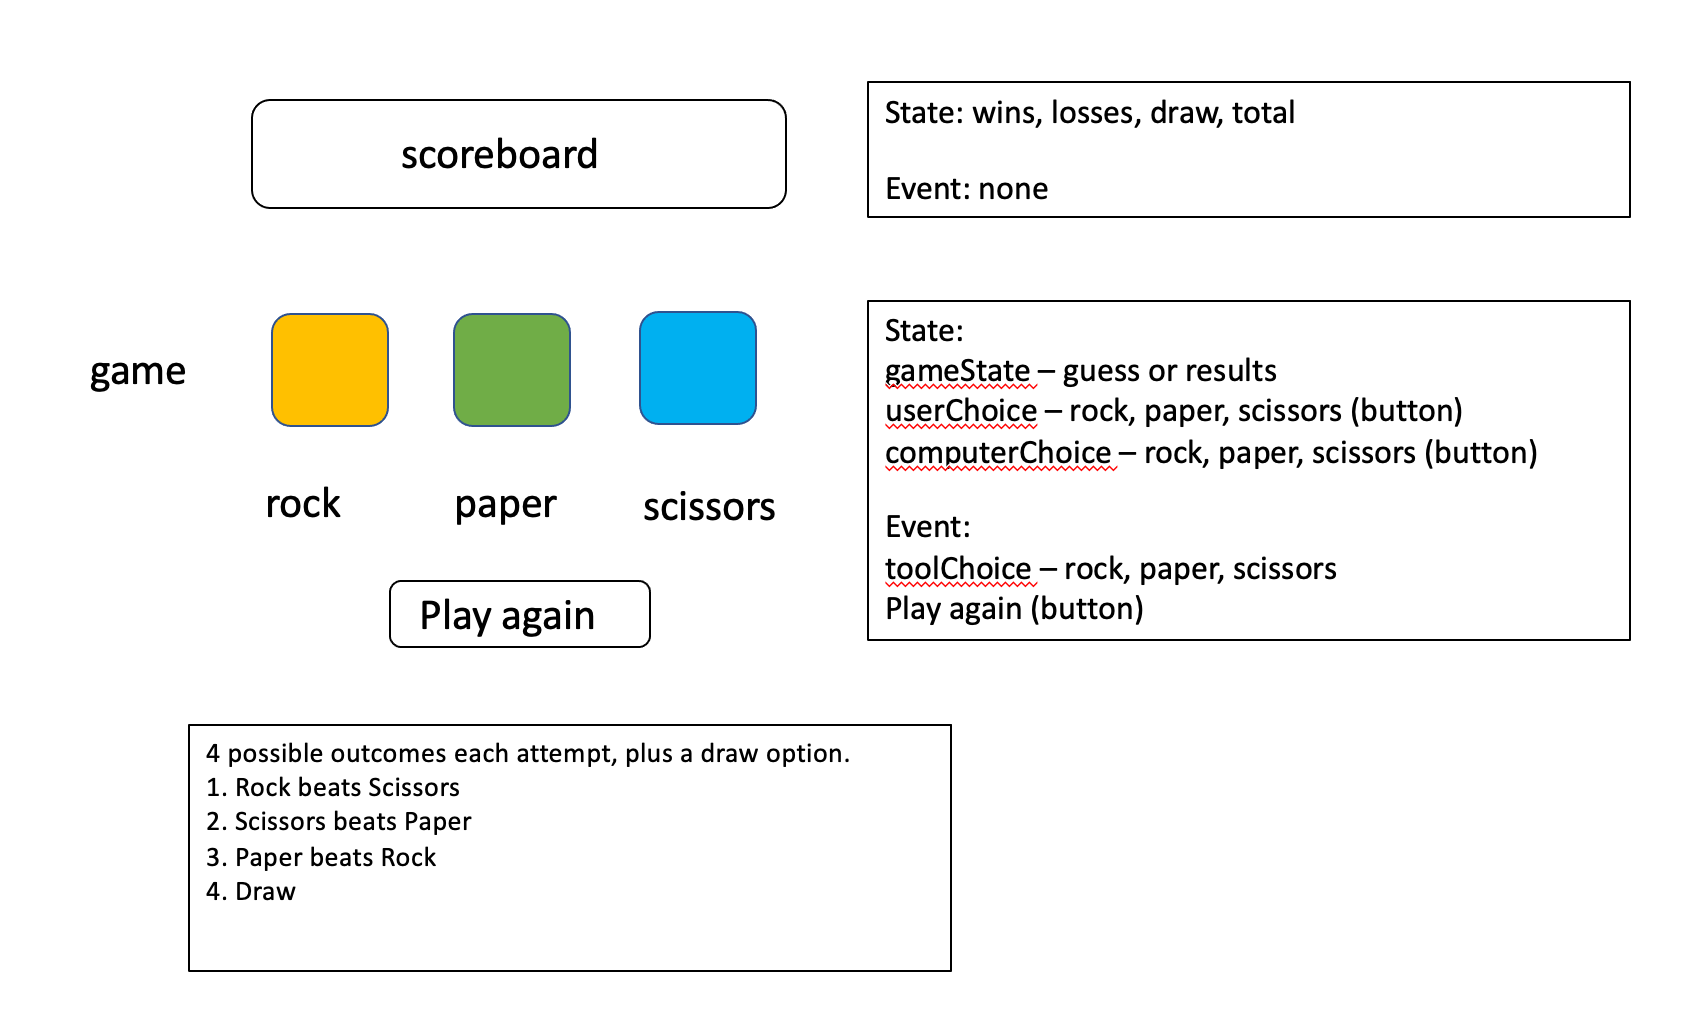 scoreboard
State: wins, losses, draw, total
Event: none
game
rock
paper
scissors
Play again
State:
gameState – guess or results
userChoice – rock, paper, scissors (button)
computerChoice – rock, paper, scissors (button)
Event:
toolChoice – rock, paper, scissors
Play again (button)
4 possible outcomes each attempt, plus a draw option.
1. Rock beats Scissors
2. Scissors beats Paper
3. Paper beats Rock
4. Draw